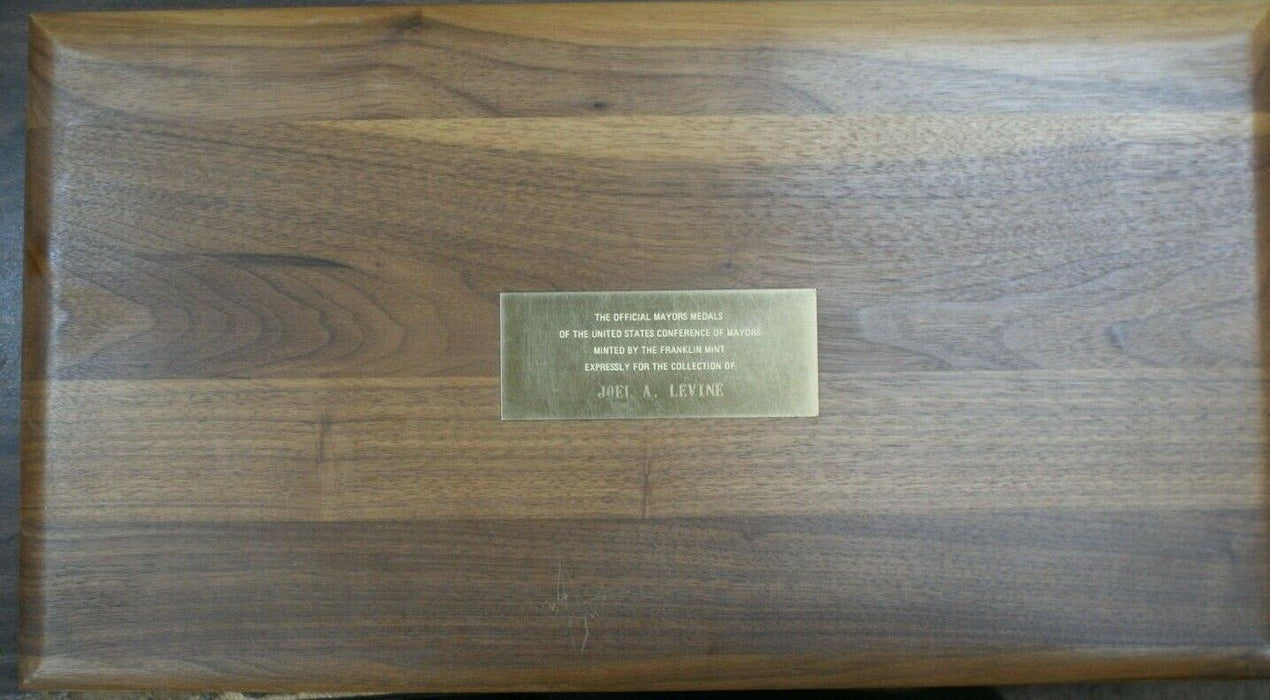 THE OFFICIAL MAYORS MEDALS
OF THE UNITED STATES CONFERENCE OF MAYORS
MINTED BY THE FRANKLIN MINT
EXPRESSLY FOR THE COLLECTION OF
JOEL A. LEVINE